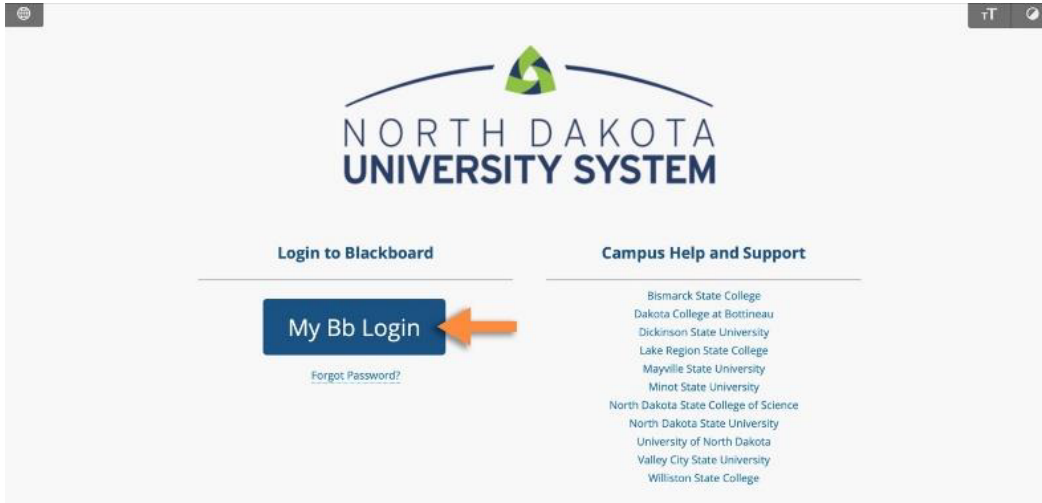 TT
NORTH DAKOTA
UNIVERSITY SYSTEM
Login to Blackboard
My Bb Login
Forgot Password?
Campus Help and Support
Bismarck State College
Dakota College at Bottineau
Dickinson State University
Lake Region State College
Mayville State University
Minot State University
North Dakota State College of Science
North Dakota State University
University of North Dakota
Valley City State University
Williston State College